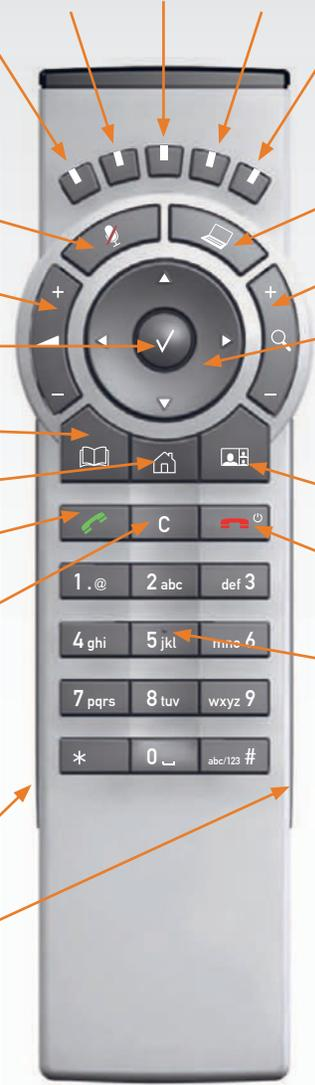 + +
- -
C
1.@ 2 abc def 3
4 ghi 5 jkl mno 6
7 pqrs 8 tuv wxyz 9
* 0 abc/123 #